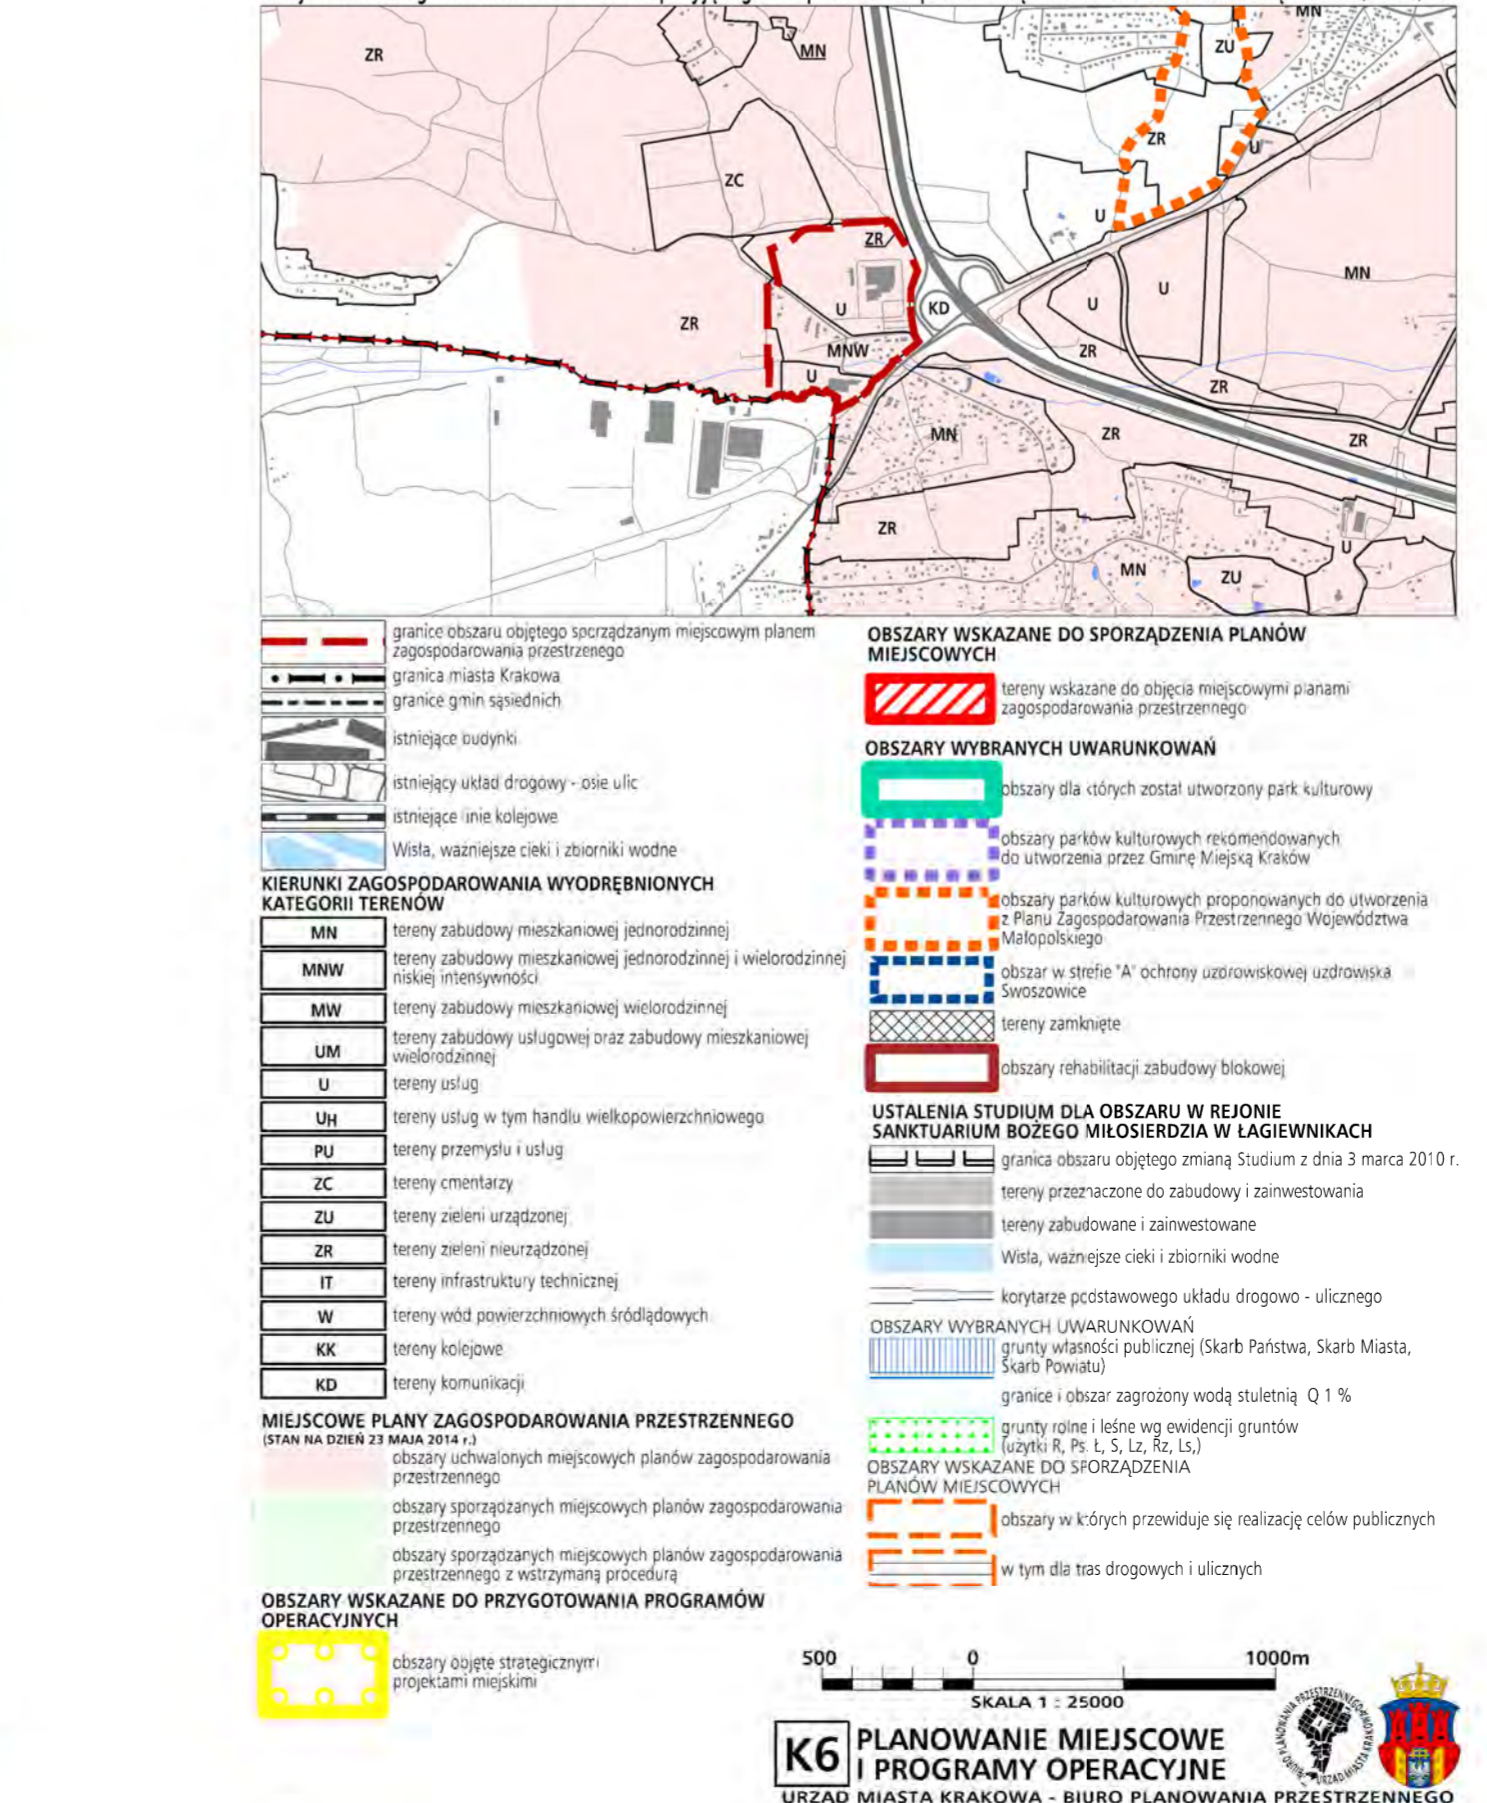 ZR
MN
MN
ZU
ZR
U
ZC
U
ZR
U
KD
ZR
MNW
U
U
U
MN
ZR
ZR
MN
ZR
ZR
ZR
MN
ZU
U
granice obszaru objętego sporządzanym miejscowym planem
zagospodarowania przestrzenego
granica miasta Krakowa
granice gmin sąsiednich
istniejące budynki
istniejący układ drogowy - osie ulic
istniejące linie kolejowe
Wisła, ważniejsze cieki i zbiorniki wodne
KIERUNKI ZAGOSPODAROWANIA WYODRĘBNIONYCH
KATEGORII TERENÓW
MN tereny zabudowy mieszkaniowej jednorodzinnej
MNW tereny zabudowy mieszkaniowej jednorodzinnej i wielorodzinnej
niskiej intensywności
MW tereny zabudowy mieszkaniowej wielorodzinnej
UM tereny zabudowy usługowej oraz zabudowy mieszkaniowej
wielorodzinnej
U tereny usług
UH tereny usług w tym handlu wielkopowierzchniowego
PU tereny przemysłu i usług
ZC tereny cmentarzy
ZU tereny zieleni urządzonej
ZR tereny zieleni nieurządzonej
IT tereny infrastruktury technicznej
W tereny wód powierzchniowych śródlądowych
KK tereny kolejowe
KD tereny komunikacji
MIEJSCOWE PLANY ZAGOSPODAROWANIA PRZESTRZENNEGO
(STAN NA DZIEŃ 23 MAJA 2014 r.)
obszary uchwalonych miejscowych planów zagospodarowania
przestrzennego
obszary sporządzanych miejscowych planów zagospodarowania
przestrzennego
obszary sporządzanych miejscowych planów zagospodarowania
przestrzennego z wstrzymaną procedurą
OBSZARY WSKAZANE DO PRZYGOTOWANIA PROGRAMÓW
OPERACYJNYCH
obszary objęte strategicznymi
projektami miejskimi
OBSZARY WSKAZANE DO SPORZĄDZENIA PLANÓW
MIEJSCOWYCH
tereny wskazane do objęcia miejscowymi planami
zagospodarowania przestrzennego
OBSZARY WYBRANYCH UWARUNKOWAŃ
obszary dla których został utworzony park kulturowy
obszary parków kulturowych rekomendowanych
do utworzenia przez Gminę Miejską Kraków
obszary parków kulturowych proponowanych do utworzenia
z Planu Zagospodarowania Przestrzennego Województwa
Małopolskiego
obszar w strefie "A" ochrony uzdrowiskowej uzdrowiska
Swoszowice
tereny zamknięte
obszary rehabilitacji zabudowy blokowej
USTALENIA STUDIUM DLA OBSZARU W REJONIE
SANKTUARIUM BOŻEGO MIŁOSIERDZIA W ŁAGIEWNIKACH
granica obszaru objętego zmianą Studium z dnia 3 marca 2010 r.
tereny przeznaczone do zabudowy i zainwestowania
tereny zabudowane i zainwestowane
Wisła, ważniejsze cieki i zbiorniki wodne
korytarze podstawowego układu drogowo - ulicznego
OBSZARY WYBRANYCH UWARUNKOWAŃ
grunty własności publicznej (Skarb Państwa, Skarb Miasta,
Skarb Powiatu)
granice i obszar zagrożony wodą stuletnią Q 1 %
grunty rolne i leśne wg ewidencji gruntów
(użytki R, Ps. Ł, S, Lz, Rz, Ls,)
OBSZARY WSKAZANE DO SPORZĄDZENIA
PLANÓW MIEJSCOWYCH
obszary w których przewiduje się realizację celów publicznych
w tym dla tras drogowych i ulicznych
500 0 1000m
SKALA 1 : 25000
K6 PLANOWANIE MIEJSCOWE
I PROGRAMY OPERACYJNE
URZĄD MIASTA KRAKOWA - BIURO PLANOWANIA PRZESTRZENNEGO